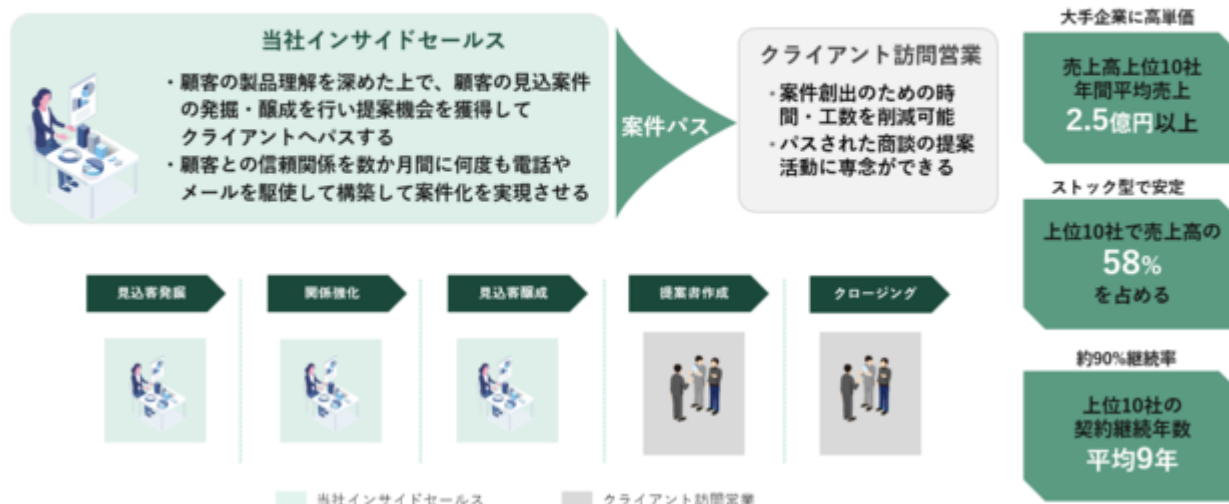 当社インサイドセールス
・顧客の製品理解を深めた上で、顧客の見込案件
の発掘・醸成を行い提案機会を獲得して
クライアントへパスする
・顧客との信頼関係を数か月間に何度も電話や
メールを駆使して構築して案件化を実現させる
案件パス
クライアント訪問営業
・案件創出のための時
間・工数を削減可能
・パスされた商談の提案
活動に専念ができる
見込客発掘
関係強化
見込客醸成
提案書作成
クロージング
当社インサイドセールス
クライアント訪問営業
大手企業に高単価
売上高上位10社
年間平均売上
2.5億円以上
ストック型で安定
上位10社で売上高の
58%
を占める
約90%継続率
上位10社の
契約継続年数
平均9年